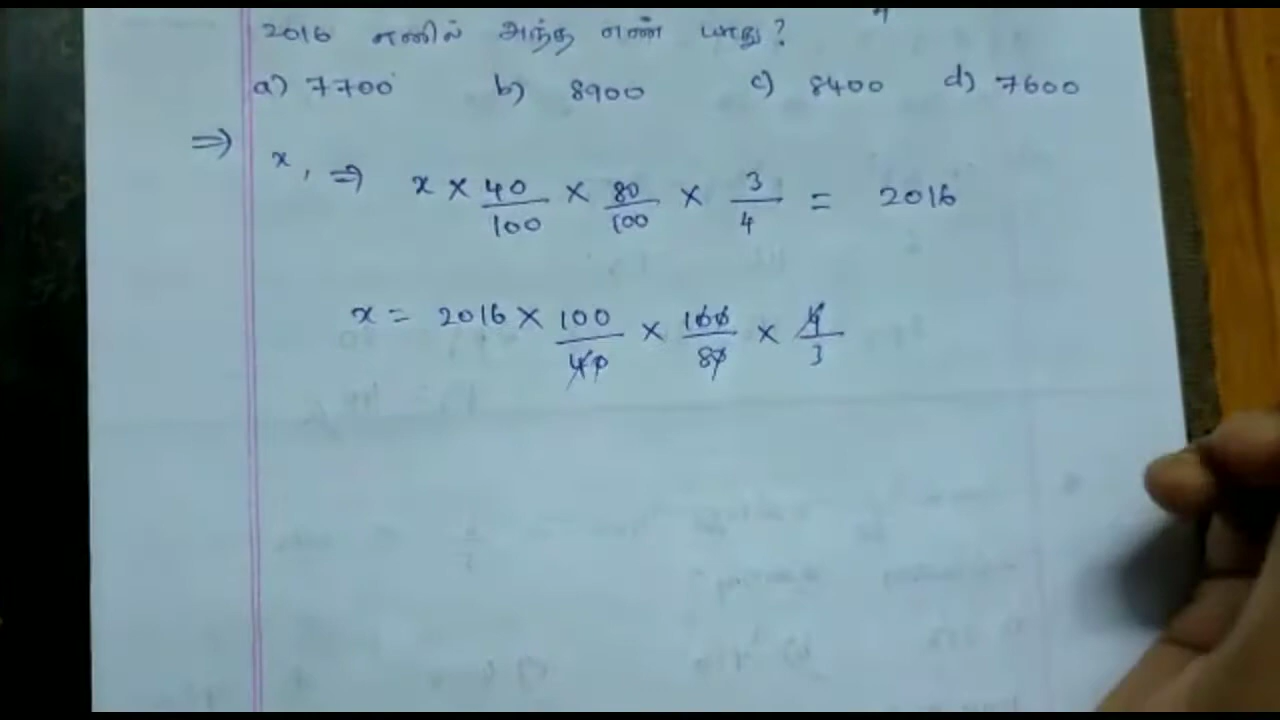 2016 எனில் அந்த எண் யாது?
a) 7700 b) 8900 c) 8400 d) 7600
⇒ x, ⇒ x × 40/100 × 80/100 × 3/4 = 2016
x = 2016 × 100/40 × 100/80 × 4/3